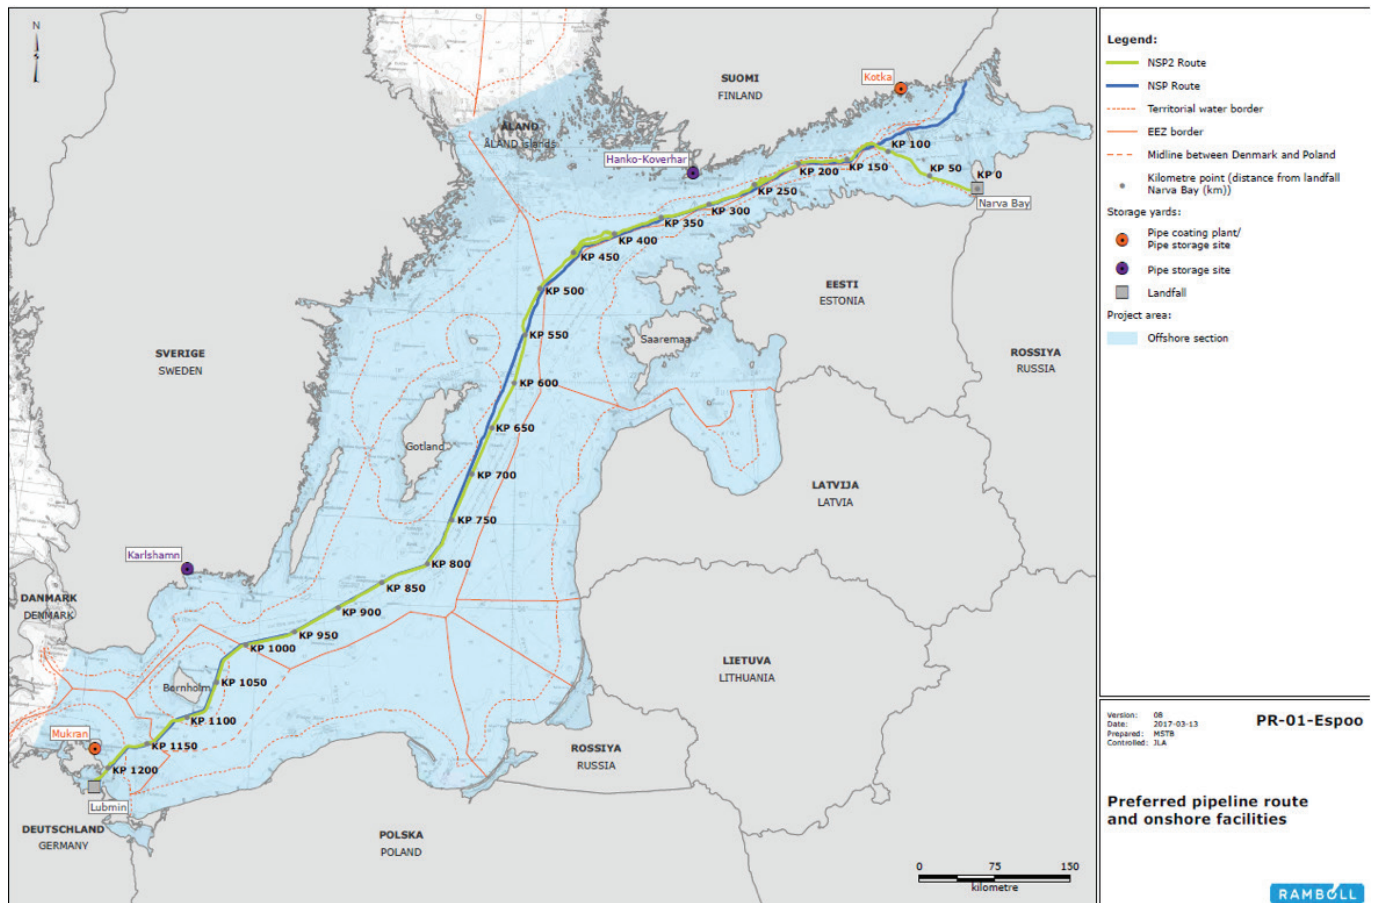 N
SUOMI
FINLAND
Kotka
ÅLAND
ÅLAND islands
Hanko-Koverhar
KP 100
KP 200
KP 150
KP 50
KP 0
KP 250
Narva Bay
KP 300
KP 350
KP 400
KP 450
KP 500
EESTI
ESTONIA
KP 550
Saaremaa
SVERIGE
SWEDEN
ROSSIYA
RUSSIA
KP 600
KP 650
Gotland
KP 700
LATVIJA
LATVIA
KP 750
Karlshamn
KP 800
KP 850
DANMARK
DENMARK
KP 900
KP 950
KP 1000
LIETUVA
LITHUANIA
Bornholm
KP 1050
KP 1100
Mukran
KP 1150
ROSSIYA
RUSSIA
KP 1200
Lubmin
DEUTSCHLAND
GERMANY
POLSKA
POLAND
0 75 150
kilometre
Legend:
NSP2 Route
NSP Route
Territorial water border
EEZ border
Midline between Denmark and Poland
Kilometre point (distance from landfall
Narva Bay (km))
Storage yards:
Pipe coating plant/
Pipe storage site
Pipe storage site
Landfall
Project area:
Offshore section
Version: 08
Date: 2017-03-13
Prepared: MSTB
Controlled: JLA
PR-01-Espoo
Preferred pipeline route
and onshore facilities
RAMBOLL